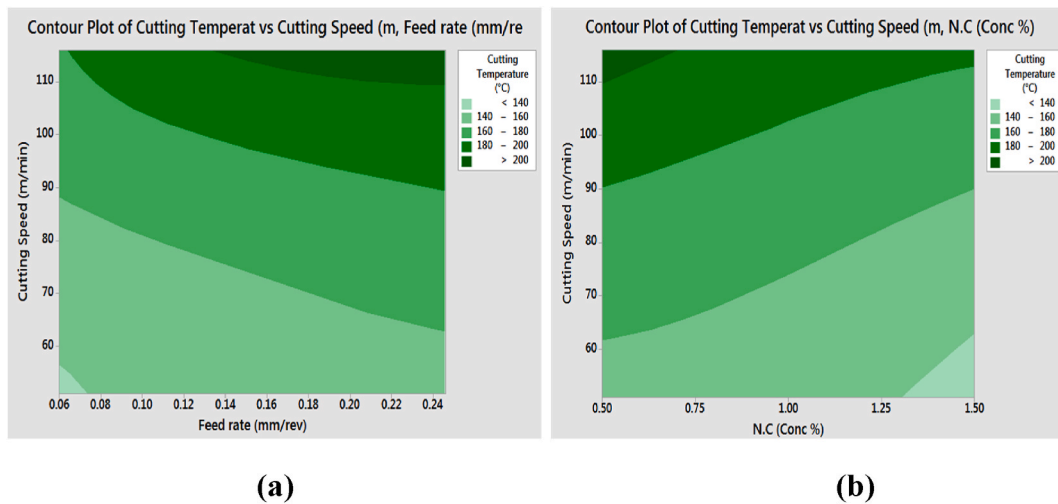 Contour Plot of Cutting Temperat vs Cutting Speed (m, Feed rate (mm/re
Cutting
Temperature
(°C)
< 140
140 – 160
160 – 180
180 – 200
> 200
110
100
90
80
70
60
Cutting Speed (m/min)
0.06 0.08 0.10 0.12 0.14 0.16 0.18 0.20 0.22 0.24
Feed rate (mm/rev)
(a)
Contour Plot of Cutting Temperat vs Cutting Speed (m, N.C (Conc %)
Cutting
Temperature
(°C)
< 140
140 – 160
160 – 180
180 – 200
> 200
110
100
90
80
70
60
Cutting Speed (m/min)
0.50 0.75 1.00 1.25 1.50
N.C (Conc %)
(b)